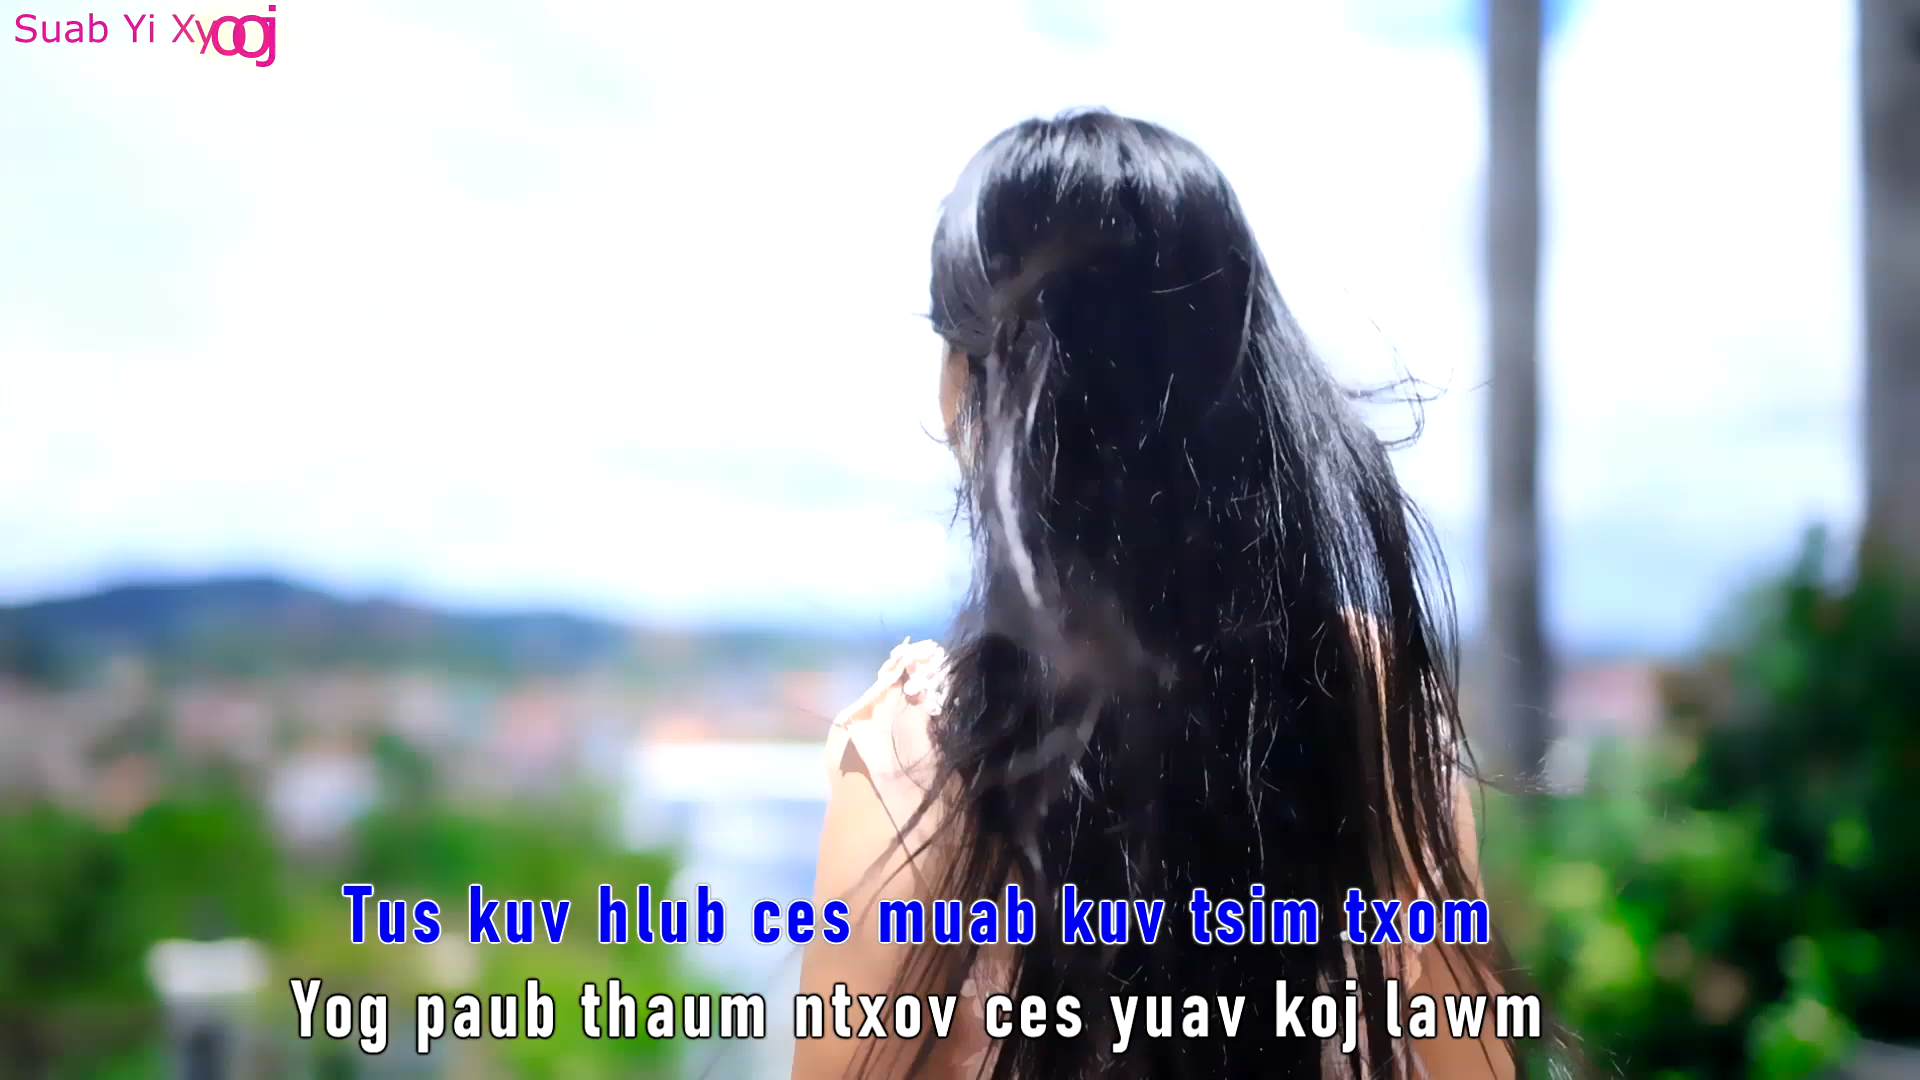 Suab Yi Xyooj
Tus kuv hlub ces muab kuv tsim txom
Yog paub thaum ntxov ces yuav koj lawm